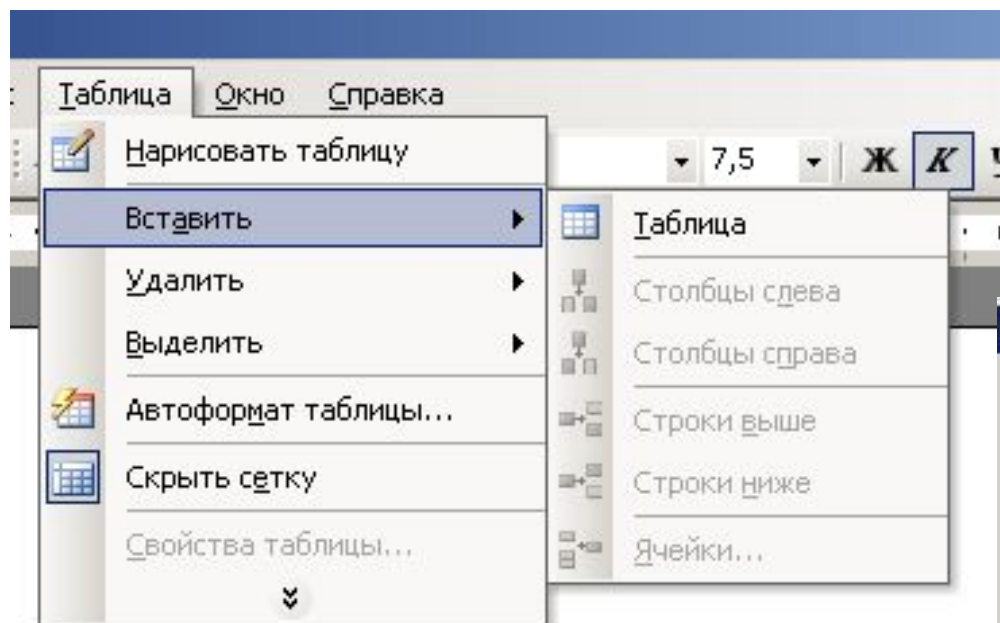 Таблица Окно Справка
Нарисовать таблицу
7,5 Ж К
Вставить
Таблица
Удалить
Столбцы слева
Выделить
Столбцы справа
Автоформат таблицы...
Строки выше
Скрыть сетку
Строки ниже
Свойства таблицы...
Ячейки...